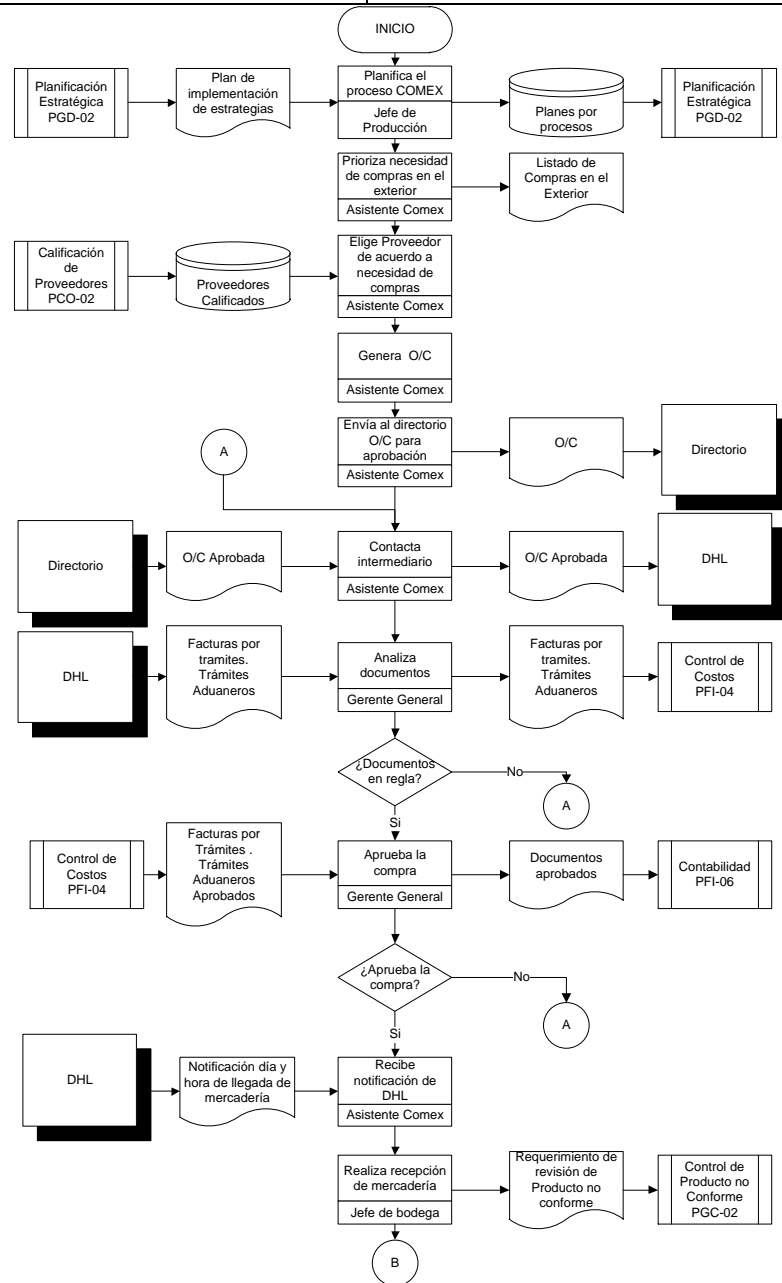 INICIO
Planificación
Estratégica
PGD-02
Plan de
implementación
de estrategias
Planifica el
proceso COMEX
Jefe de
Producción
Planes por
procesos
Planificación
Estratégica
PGD-02
Prioriza necesidad
de compras en el
exterior
Asistente Comex
Listado de
Compras en el
Exterior
Calificación
de
Proveedores
PCO-02
Proveedores
Calificados
Elige Proveedor
de acuerdo a
necesidad de
compras
Asistente Comex
Genera O/C
Asistente Comex
A
Envía al directorio
O/C para
aprobación
Asistente Comex
O/C
Directorio
Directorio
O/C Aprobada
Contacta
intermediario
Asistente Comex
O/C Aprobada
DHL
DHL
Facturas por
tramites.
Trámites
Aduaneros
Analiza
documentos
Gerente General
Facturas por
tramites.
Trámites
Aduaneros
Control de
Costos
PFI-04
¿Documentos
en regla?
No
A
Si
Control de
Costos
PFI-04
Facturas por
Trámites .
Trámites
Aduaneros
Aprobados
Aprueba la
compra
Gerente General
Documentos
aprobados
Contabilidad
PFI-06
¿Aprueba la
compra?
No
A
Si
DHL
Notificación día y
hora de llegada de
mercadería
Recibe
notificación de
DHL
Asistente Comex
Realiza recepción
de mercadería
Jefe de bodega
Requerimiento de
revisión de
Producto no
conforme
Control de
Producto no
Conforme
PGC-02
B